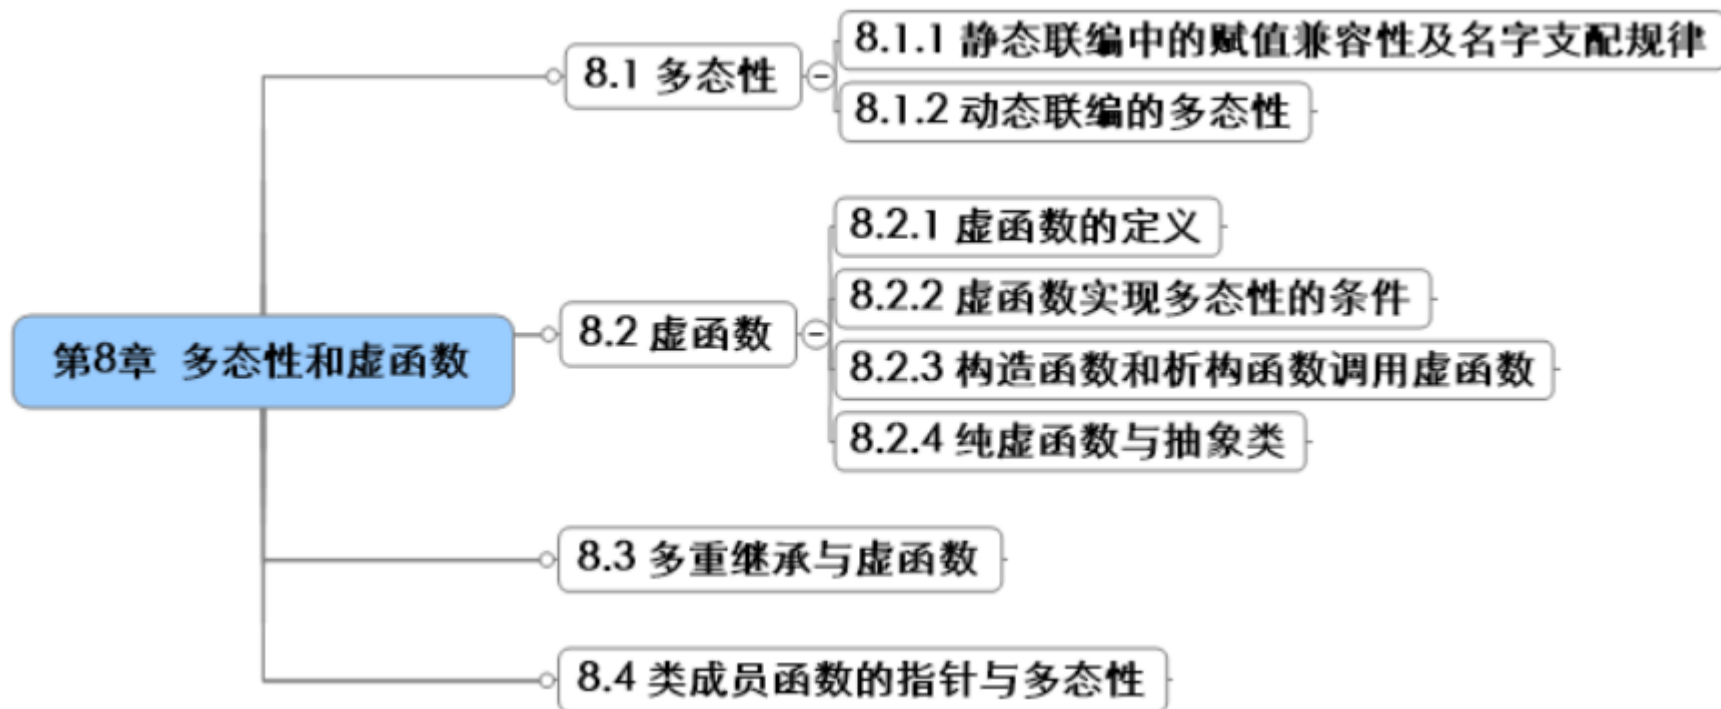 第8章 多态性和虚函数
8.1 多态性
8.1.1 静态联编中的赋值兼容性及名字支配规律
8.1.2 动态联编的多态性
8.2 虚函数
8.2.1 虚函数的定义
8.2.2 虚函数实现多态性的条件
8.2.3 构造函数和析构函数调用虚函数
8.2.4 纯虚函数与抽象类
8.3 多重继承与虚函数
8.4 类成员函数的指针与多态性